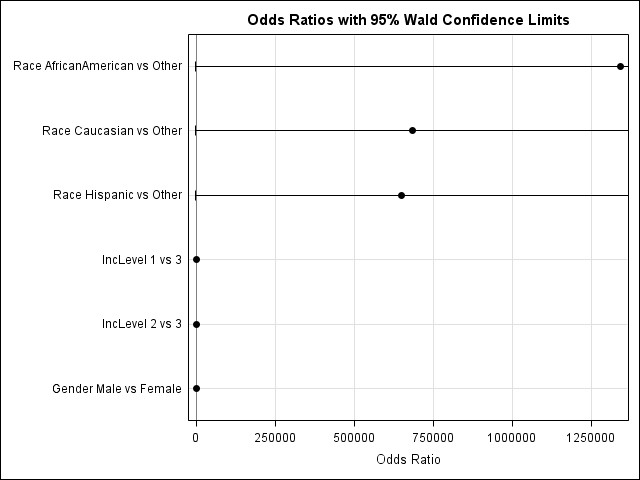 Odds Ratios with 95% Wald Confidence Limits
Race AfricanAmerican vs Other
Race Caucasian vs Other
Race Hispanic vs Other
IncLevel 1 vs 3
IncLevel 2 vs 3
Gender Male vs Female
0 250000 500000 750000 1000000 1250000
Odds Ratio